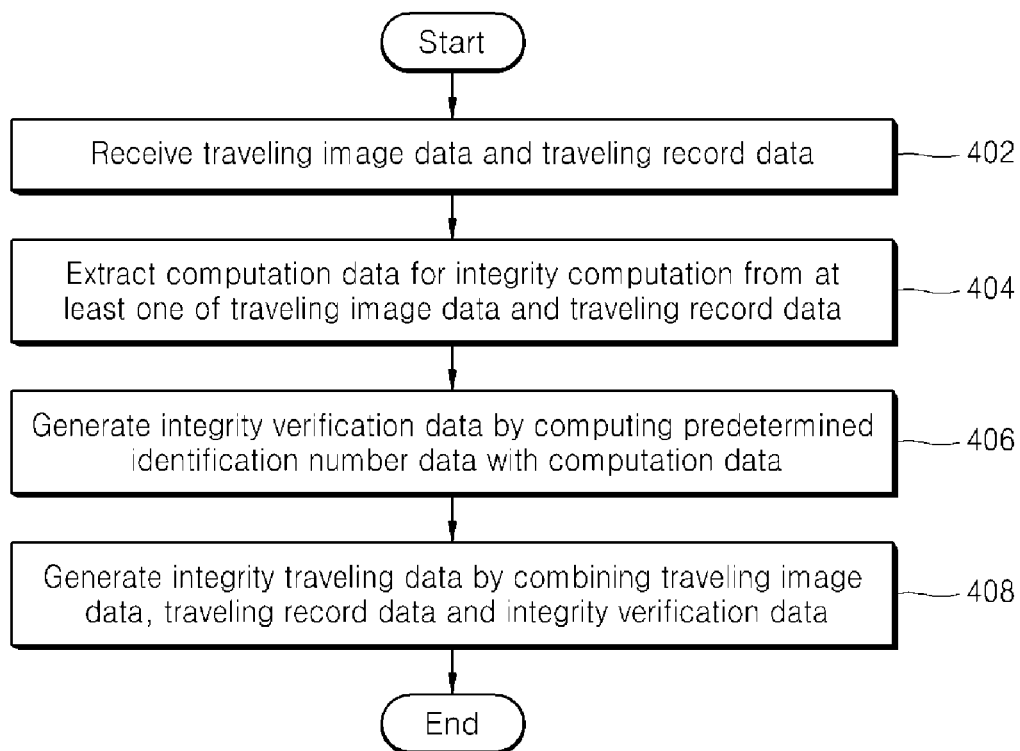 Start
Receive traveling image data and traveling record data
402
Extract computation data for integrity computation from at
least one of traveling image data and traveling record data
404
Generate integrity verification data by computing predetermined
identification number data with computation data
406
Generate integrity traveling data by combining traveling image
data, traveling record data and integrity verification data
408
End